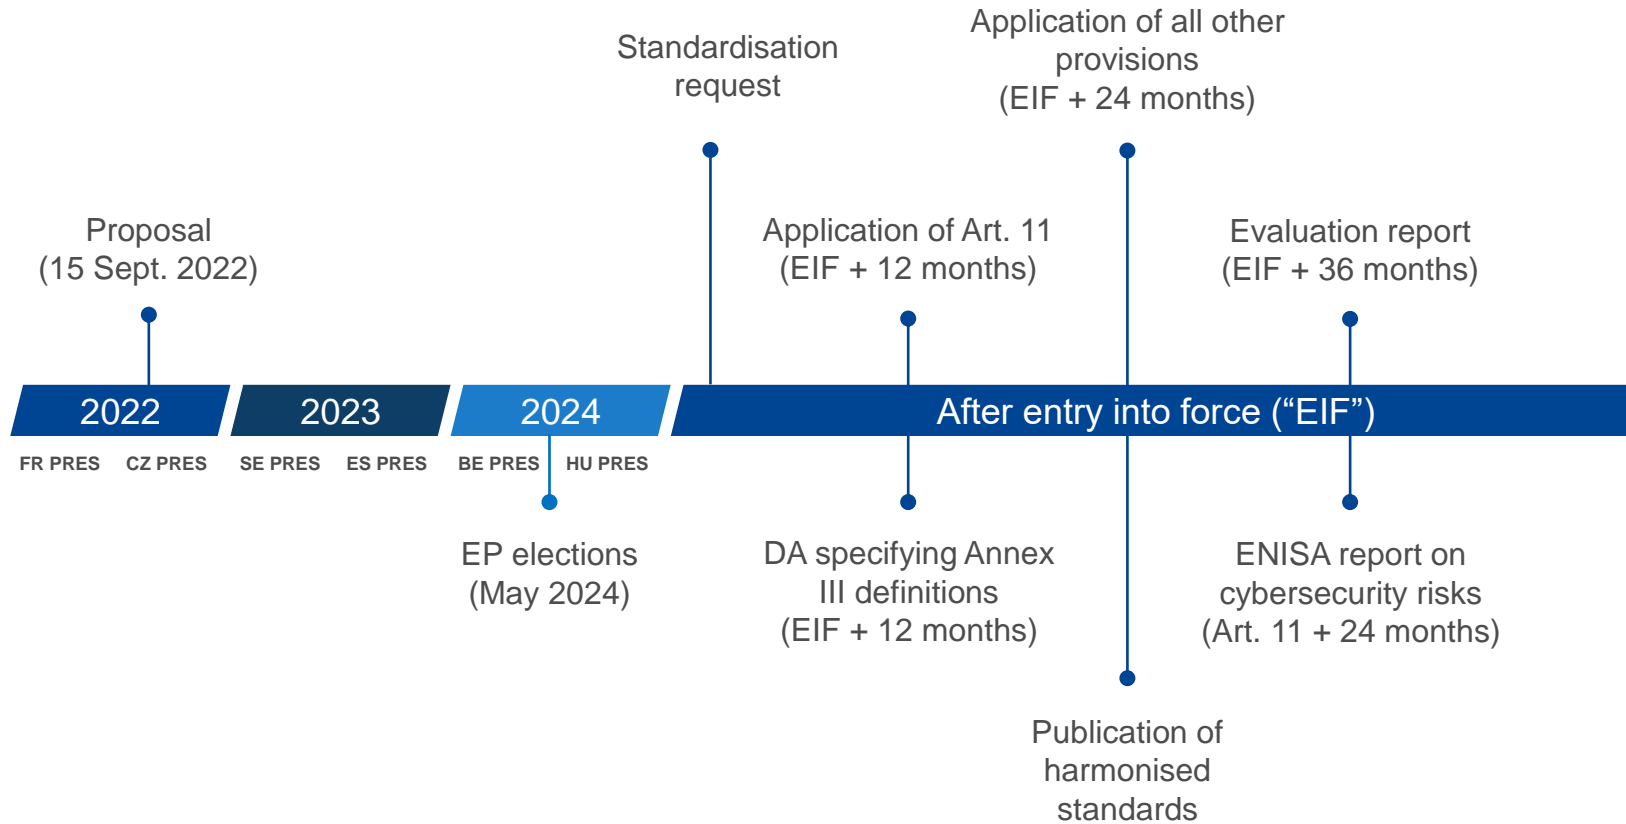 Standardisation
request
Application of all other
provisions
(EIF + 24 months)
Proposal
(15 Sept. 2022)
Application of Art. 11
(EIF + 12 months)
Evaluation report
(EIF + 36 months)
2022
2023
2024
After entry into force (“EIF”)
FR PRES
CZ PRES
SE PRES
ES PRES
BE PRES
HU PRES
EP elections
(May 2024)
DA specifying Annex
III definitions
(EIF + 12 months)
ENISA report on
cybersecurity risks
(Art. 11 + 24 months)
Publication of
harmonised
standards